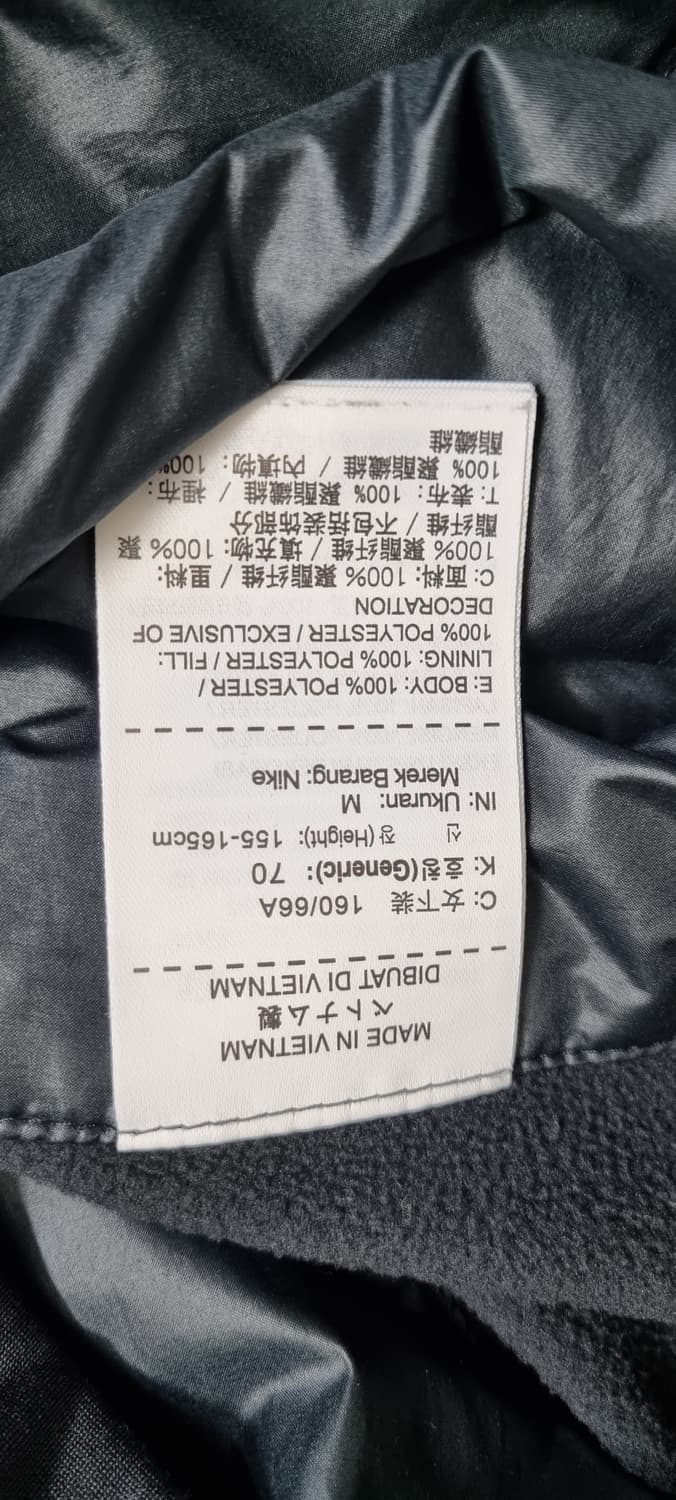 MADE IN VIETNAM
ベトナム製
DIBUAT DI VIETNAM
C: 女下装 160/66A
K: 호칭(Generic): 70
신 장 (Height): 155-165cm
IN: Ukuran: M
Merek Barang: Nike
E: BODY: 100% POLYESTER /
LINING: 100% POLYESTER / FILL:
100% POLYESTER / EXCLUSIVE OF
DECORATION
C: 面料: 100% 聚酯纤维 / 里料:
100% 聚酯纤维 / 填充物: 100% 聚
酯纤维 / 不包括装饰部分
T: 表布: 100% 聚酯纖維 / 裡布:
100% 聚酯纖維 / 內填物: 100%
酯纖維